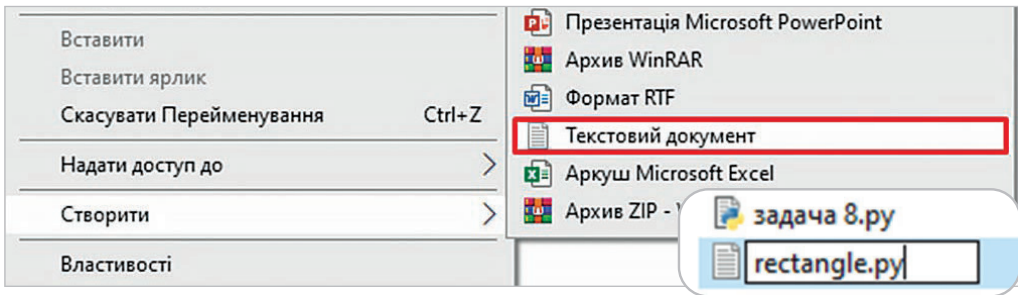 Вставити
Вставити ярлик
Скасувати Перейменування Ctrl+Z
Надати доступ до
Створити
Властивості
Презентація Microsoft PowerPoint
Архив WinRAR
Формат RTF
Текстовий документ
Аркуш Microsoft Excel
Архив ZIP -
задача 8.py
rectangle.py